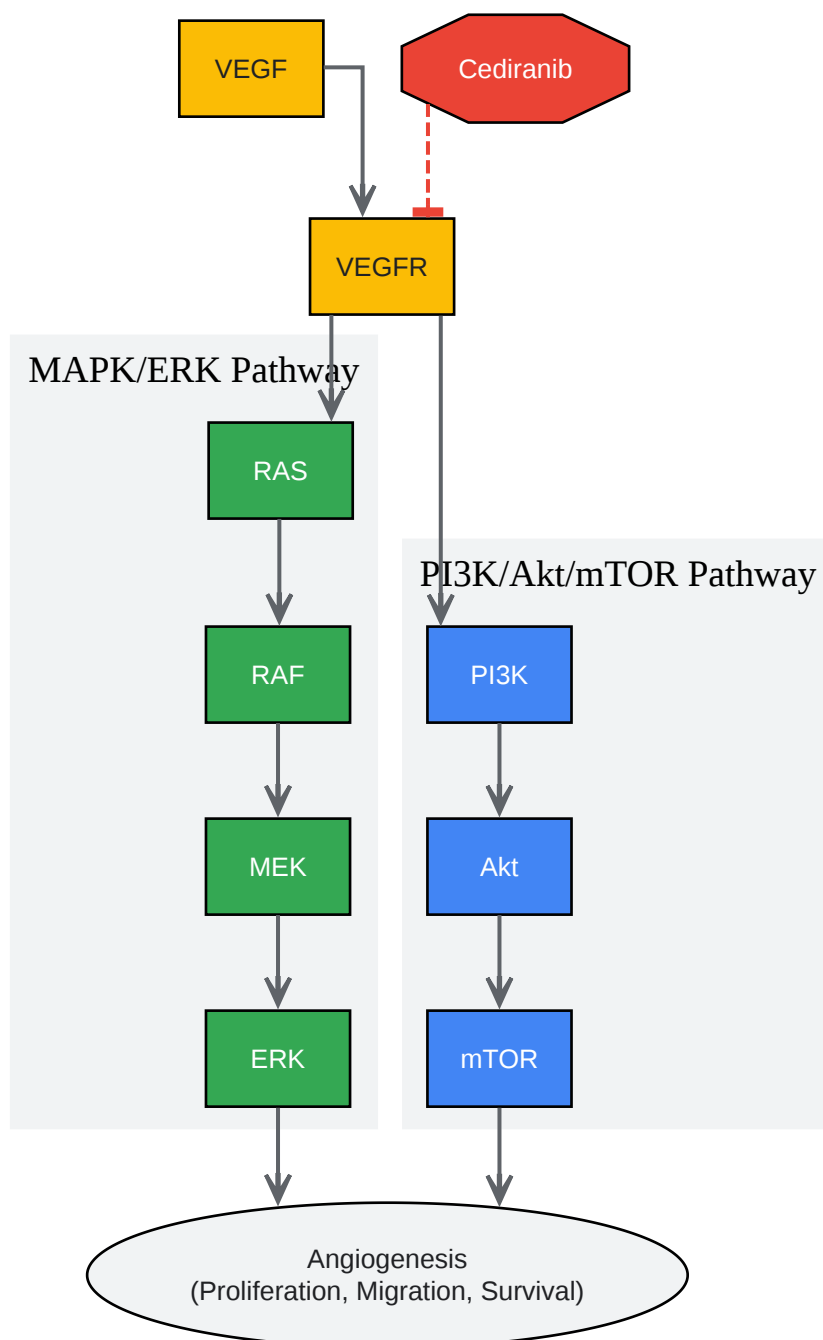 VEGF
Cediranib
VEGFR
MAPK/ERK Pathway
RAS
PI3K/Akt/mTOR Pathway
RAF
PI3K
MEK
Akt
ERK
mTOR
Angiogenesis
(Proliferation, Migration, Survival)